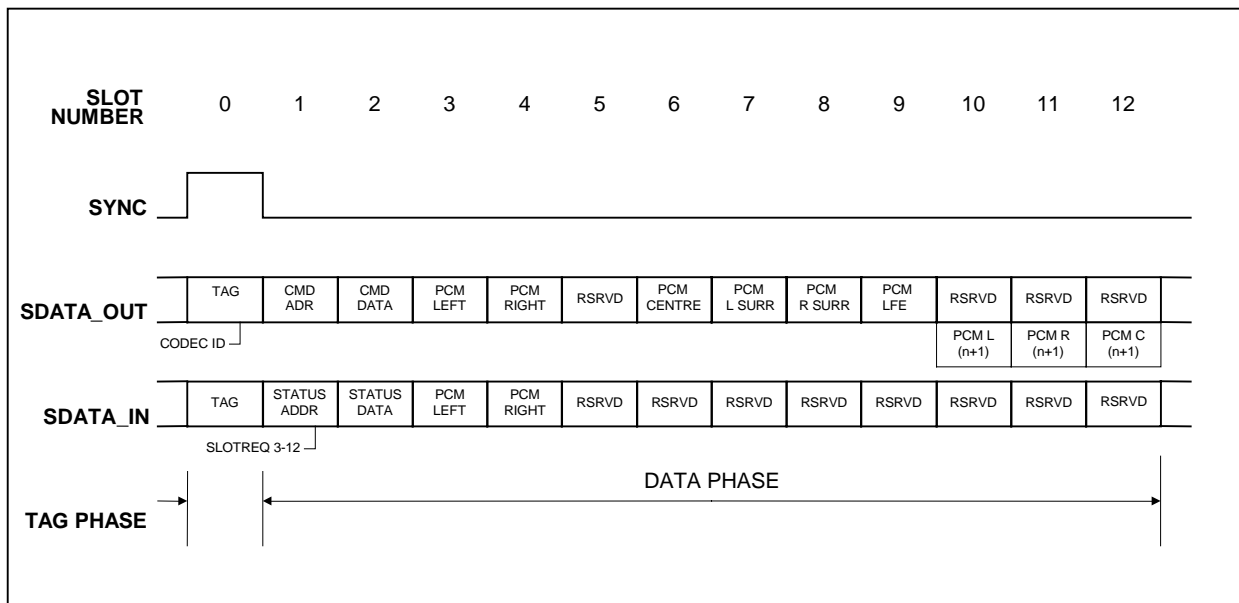 SLOT
NUMBER
0 1 2 3 4 5 6 7 8 9 10 11 12
SYNC
SDATA_OUT
TAG
CMD
ADR
CMD
DATA
PCM
LEFT
PCM
RIGHT
RSRVD
PCM
CENTRE
PCM
L SURR
PCM
R SURR
PCM
LFE
RSRVD
RSRVD
RSRVD
CODEC ID
PCM L
(n+1)
PCM R
(n+1)
PCM C
(n+1)
SDATA_IN
TAG
STATUS
ADDR
STATUS
DATA
PCM
LEFT
PCM
RIGHT
RSRVD
RSRVD
RSRVD
RSRVD
RSRVD
RSRVD
RSRVD
RSRVD
SLOTREQ 3-12
DATA PHASE
TAG PHASE